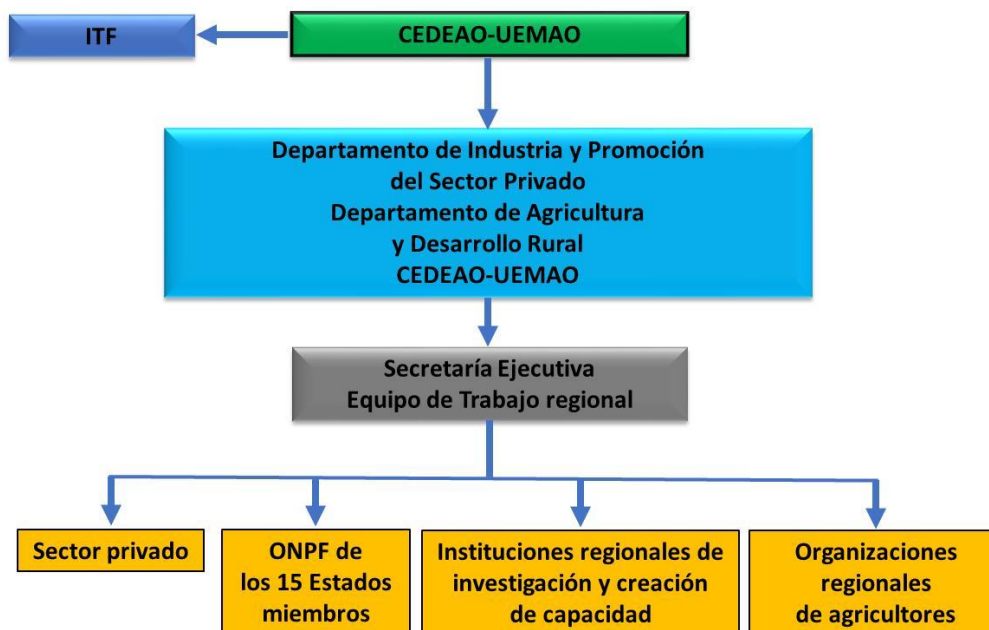 ITF
CEDEAO-UEMAO
Departamento de Industria y Promoción
del Sector Privado
Departamento de Agricultura
y Desarrollo Rural
CEDEAO-UEMAO
Secretaría Ejecutiva
Equipo de Trabajo regional
Sector privado
ONPF de
los 15 Estados
miembros
Instituciones regionales de
investigación y creación
de capacidad
Organizaciones
regionales
de agricultores